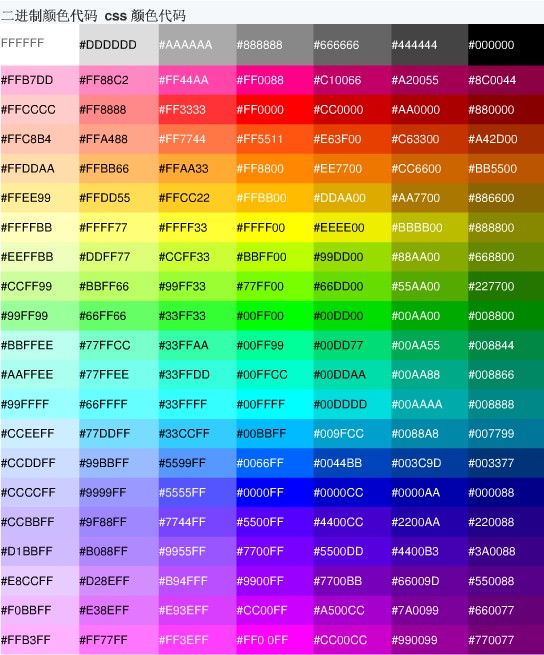 二进制颜色代码 css 颜色代码
FFFFFF #DDDDDD #AAAAAA #888888 #666666 #444444 #000000
#FFB7DD #FF88C2 #FF44AA #FF0088 #C10066 #A20055 #8C0044
#FFCCCC #FF8888 #FF3333 #FF0000 #CC0000 #AA0000 #880000
#FFC8B4 #FFA488 #FF7744 #FF5511 #E63F00 #C63300 #A42D00
#FFDDAA #FFBB66 #FFAA33 #FF8800 #EE7700 #CC6600 #BB5500
#FFEE99 #FFDD55 #FFCC22 #FFBB00 #DDAA00 #AA7700 #886600
#FFFFBB #FFFF77 #FFFF33 #FFFF00 #EEEE00 #BBBB00 #888800
#EEFFBB #DDFF77 #CCFF33 #BBFF00 #99DD00 #88AA00 #668800
#CCFF99 #BBFF66 #99FF33 #77FF00 #66DD00 #55AA00 #227700
#99FF99 #66FF66 #33FF33 #00FF00 #00DD00 #00AA00 #008800
#BBFFEE #77FFCC #33FFAA #00FF99 #00DD77 #00AA55 #008844
#AAFFEE #77FFEE #33FFDD #00FFCC #00DDAA #00AA88 #008866
#99FFFF #66FFFF #33FFFF #00FFFF #00DDDD #00AAAA #008888
#CCEEFF #77DDFF #33CCFF #00BBFF #009FCC #0088A8 #007799
#CCDDFF #99BBFF #5599FF #0066FF #0044BB #003C9D #003377
#CCCCFF #9999FF #5555FF #0000FF #0000CC #0000AA #000088
#CCBBFF #9F88FF #7744FF #5500FF #4400CC #2200AA #220088
#D1BBFF #B088FF #9955FF #7700FF #5500DD #4400B3 #3A0088
#E8CCFF #D28EFF #B94FFF #9900FF #7700BB #66009D #550088
#F0BBFF #E38EFF #E93EFF #CC00FF #A500CC #7A0099 #660077
#FFB3FF #FF77FF #FF3EFF #FF0 0FF #CC00CC #990099 #770077